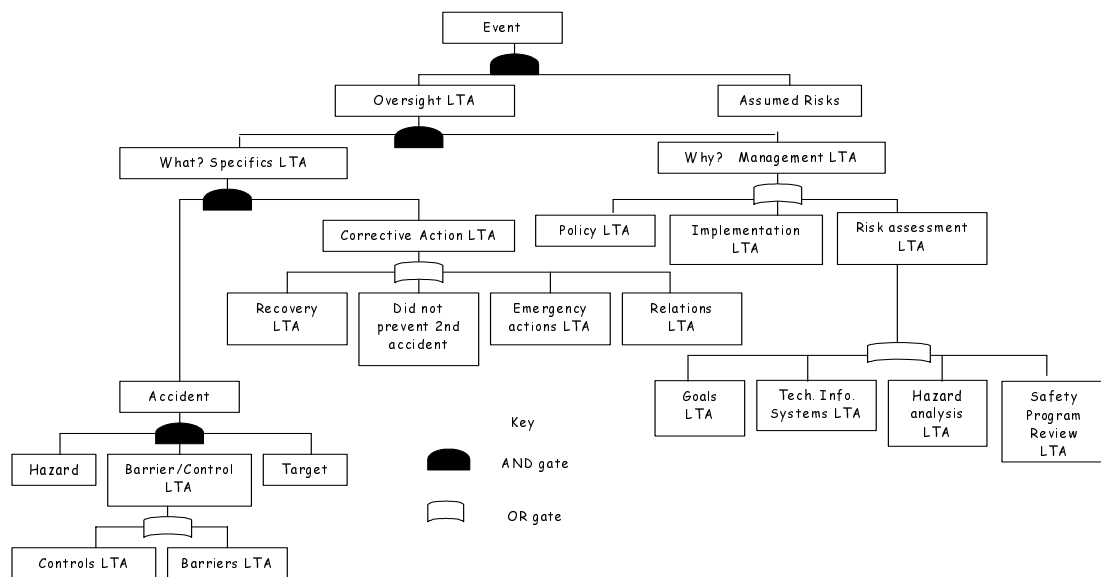 Event
Oversight LTA
Assumed Risks
What? Specifics LTA
Why? Management LTA
Policy LTA
Implementation
LTA
Risk assessment
LTA
Corrective Action LTA
Recovery
LTA
Did not
prevent 2nd
accident
Emergency
actions LTA
Relations
LTA
Goals
LTA
Tech. Info.
Systems LTA
Hazard
analysis
LTA
Safety
Program
Review
LTA
Accident
Hazard
Barrier/Control
LTA
Target
Controls LTA
Barriers LTA
Key
AND gate
OR gate